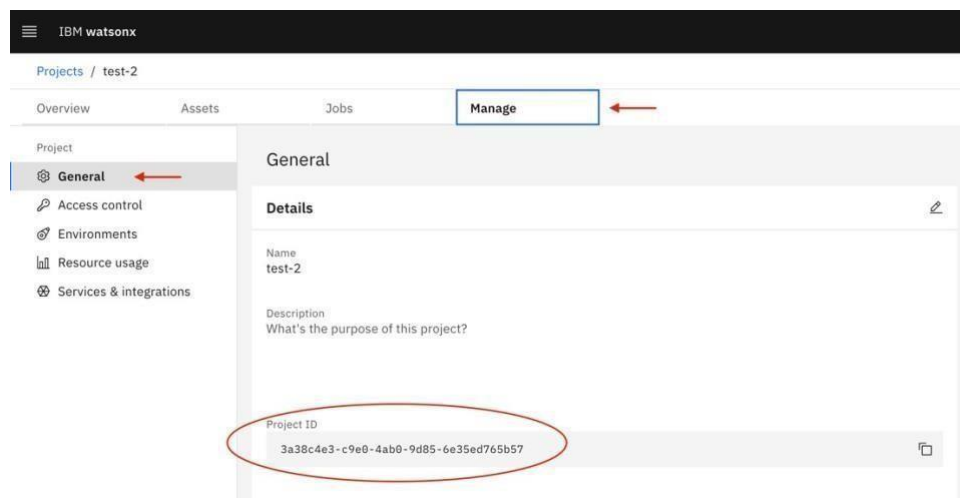 IBM watsonx
Projects / test-2
Overview Assets Jobs Manage
Project
General
Access control
Environments
Resource usage
Services & integrations
General
Details
Name
test-2
Description
What's the purpose of this project?
Project ID
3a38c4e3-c9e0-4ab0-9d85-6e35ed765b57